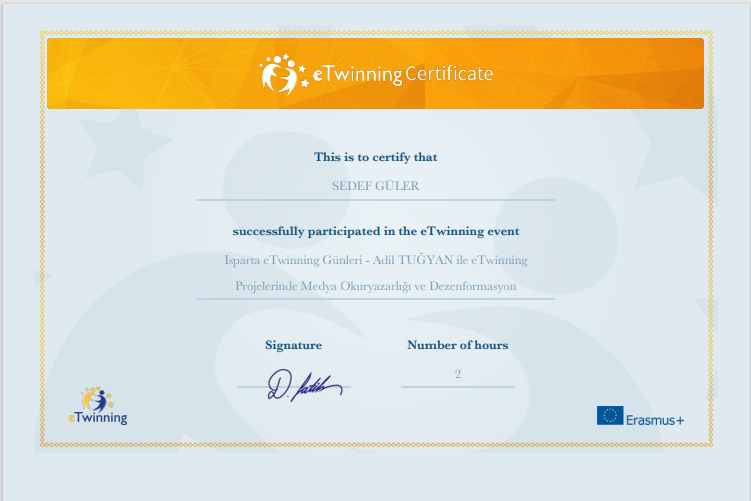 eTwinning Certificate
This is to certify that
SEDEF GÜLER
successfully participated in the eTwinning event
Isparta eTwinning Günleri - Adil TUĞYAN ile eTwinning
Projelerinde Medya Okuryazarlığı ve Dezenformasyon
Signature
Number of hours
D. Fatih
2
eTwinning
Erasmus+